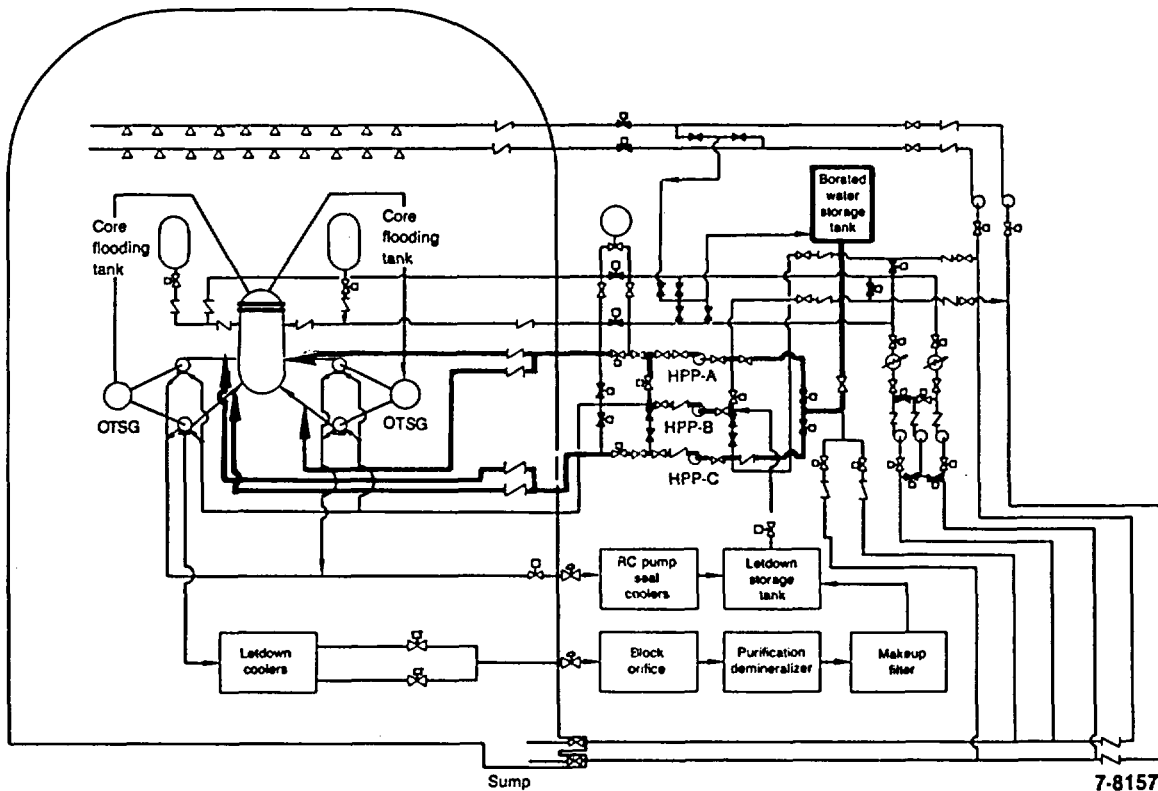 Borated
water
storage
tank
Core
flooding
tank
Core
flooding
tank
HPP-A
OTSG
OTSG
HPP-B
HPP-C
RC pump
seal
coolers
Letdown
storage
tank
Letdown
coolers
Block
orifice
Purification
demineralizer
Makeup
filter
Sump
7-8157